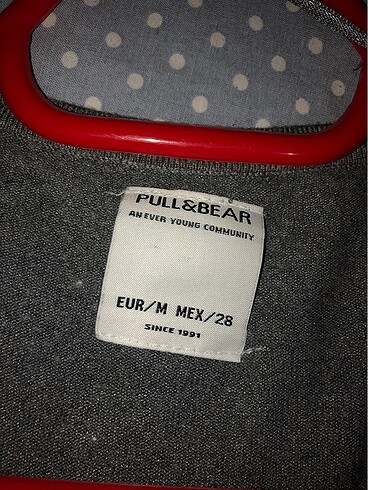 PULL&BEAR
AN EVER YOUNG COMMUNITY
EUR/M MEX/28
SINCE 1991